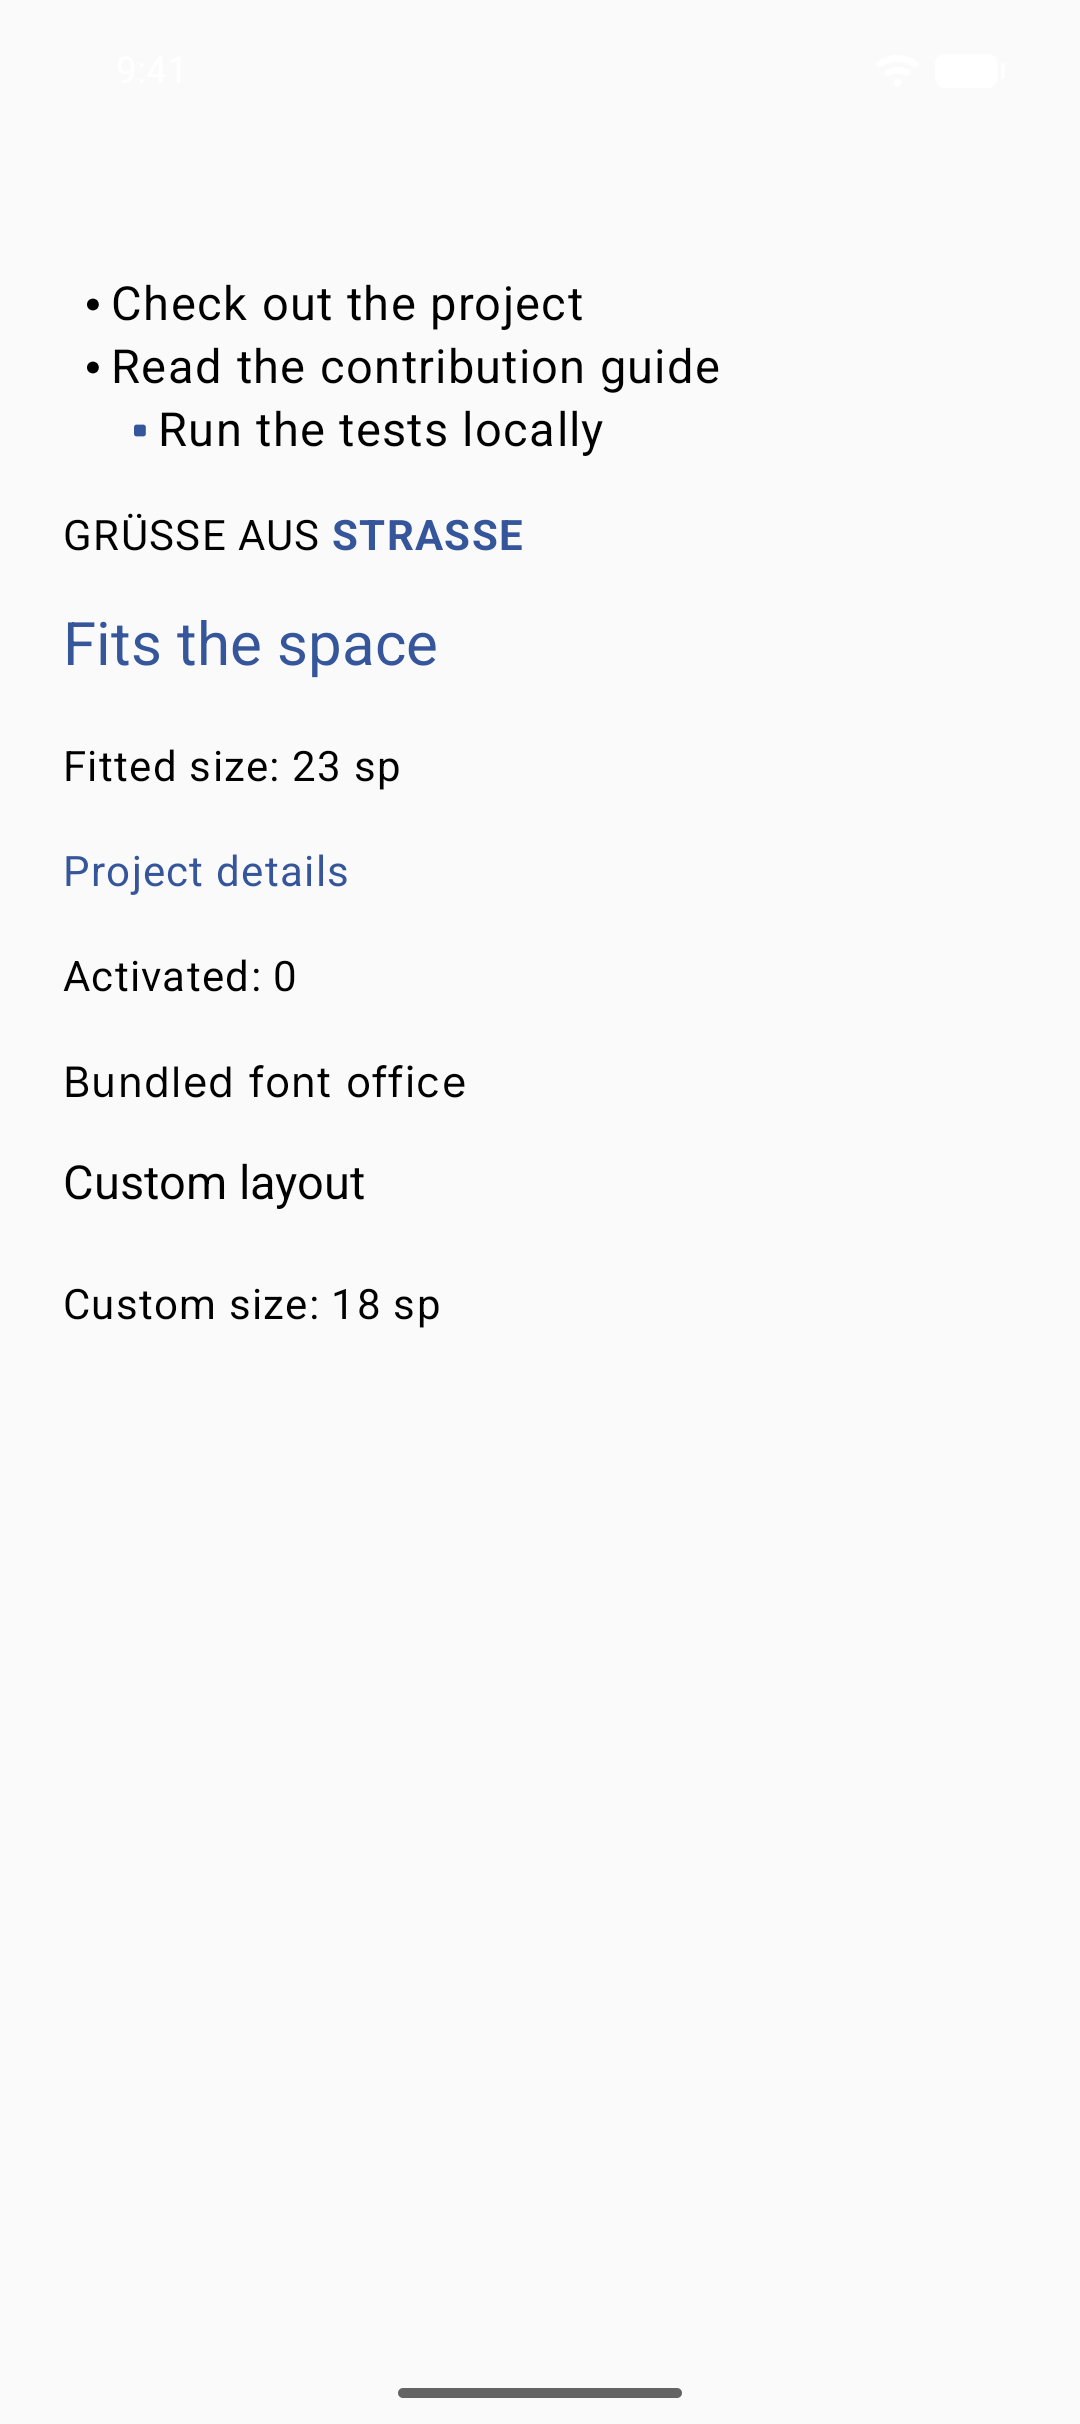 9:41
• Check out the project
• Read the contribution guide
▪ Run the tests locally
GRÜSSE AUS STRASSE
Fits the space
Fitted size: 23 sp
Project details
Activated: 0
Bundled font office
Custom layout
Custom size: 18 sp